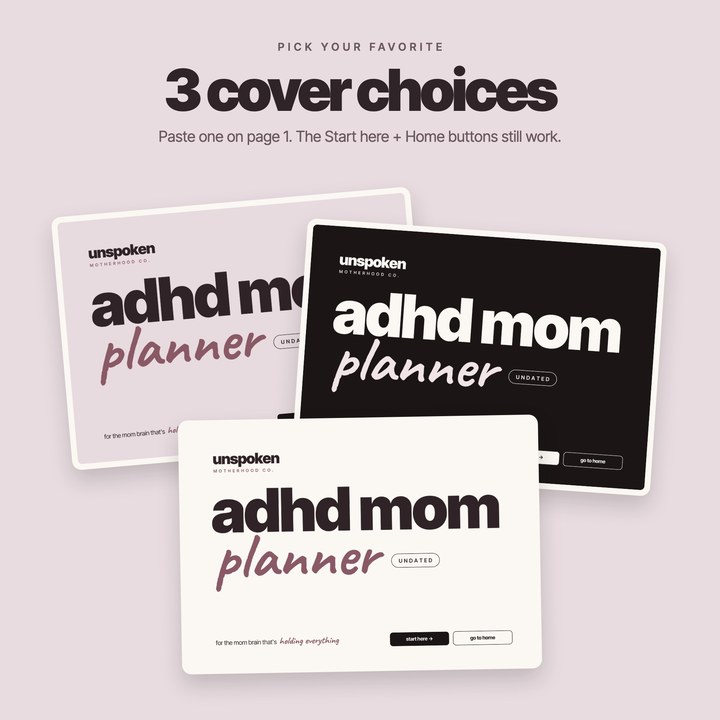 PICK YOUR FAVORITE
3 cover choices
Paste one on page 1. The Start here + Home buttons still work.
unspoken
MOTHERHOOD CO.
adhd
planner
for the mom brain that's
unspoken
MOTHERHOOD CO.
adhd mom
planner UNDATED
go to home
unspoken
MOTHERHOOD CO.
adhd mom
planner UNDATED
for the mom brain that's holding everything
start here → go to home